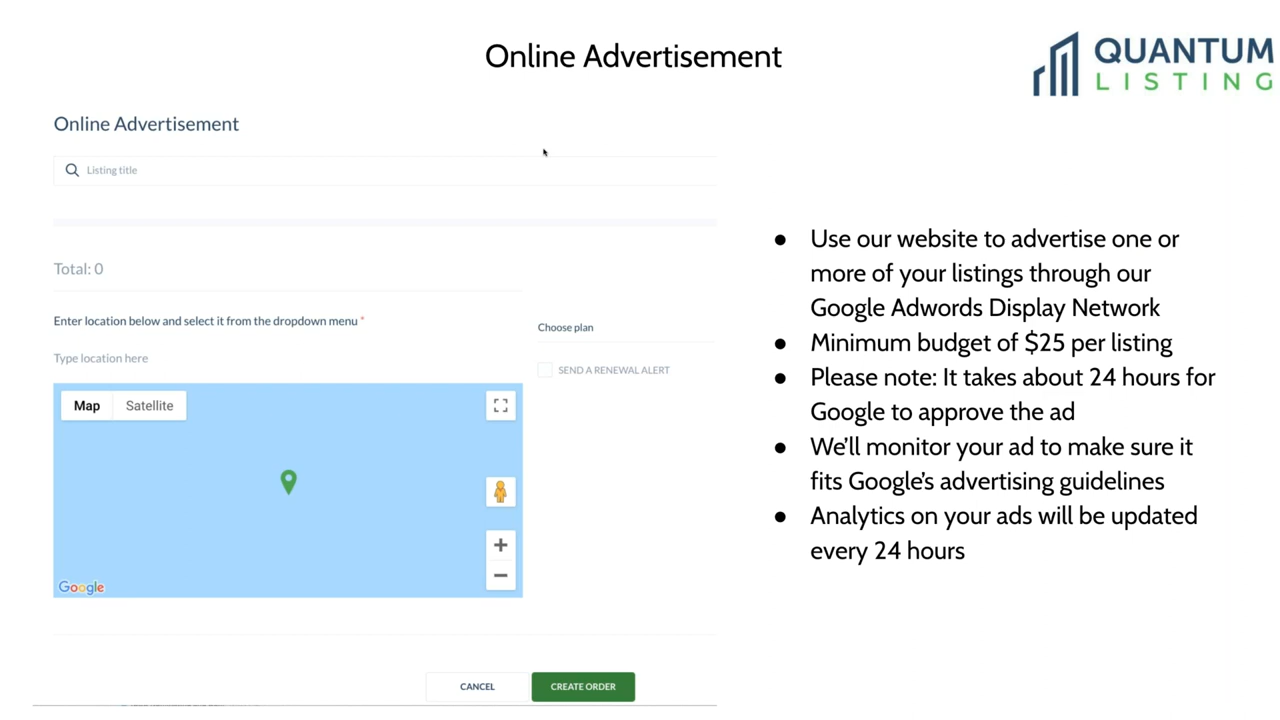 Online Advertisement
QUANTUM
LISTING
Online Advertisement
Listing title
Total: 0
Enter location below and select it from the dropdown menu *
Type location here
Map Satellite
Google
Choose plan
SEND A RENEWAL ALERT
CANCEL CREATE ORDER
● Use our website to advertise one or
more of your listings through our
Google Adwords Display Network
● Minimum budget of $25 per listing
● Please note: It takes about 24 hours for
Google to approve the ad
● We'll monitor your ad to make sure it
fits Google's advertising guidelines
● Analytics on your ads will be updated
every 24 hours